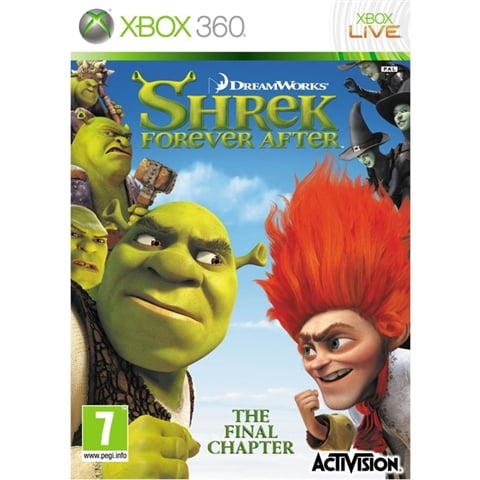 XBOX 360.
XBOX
LIVE
PAL
DREAMWORKS
SHREK
FOREVER AFTER
THE
FINAL
CHAPTER
7
www.pegi.info
ACTIVISION.